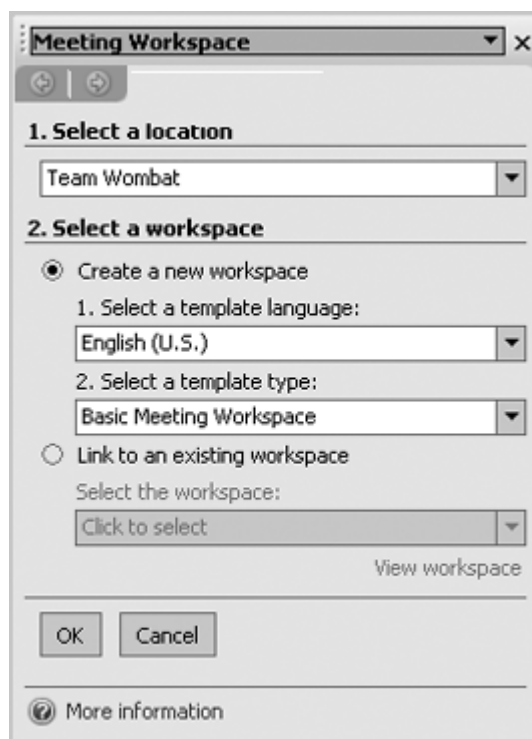 Meeting Workspace
1. Select a location
Team Wombat
2. Select a workspace
Create a new workspace
1. Select a template language:
English (U.S.)
2. Select a template type:
Basic Meeting Workspace
Link to an existing workspace
Select the workspace:
Click to select
View workspace
OK Cancel
More information